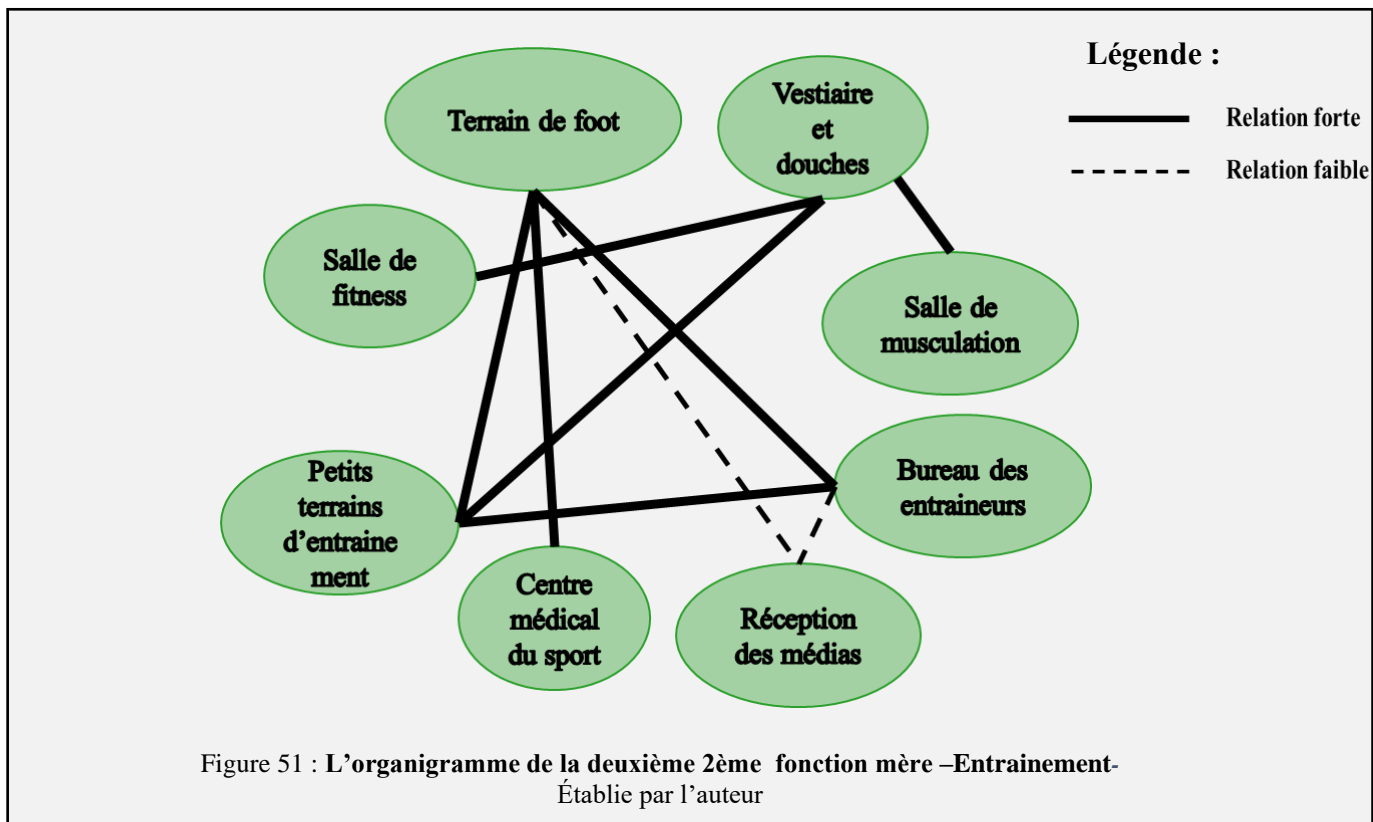 Légende :
Relation forte
Relation faible
Terrain de foot
Vestiaire
et
douches
Salle de
fitness
Salle de
musculation
Petits
terrains
d’entraine
ment
Bureau des
entraineurs
Centre
médical
du sport
Réception
des médias
Figure 51 : L’organigramme de la deuxième 2ème fonction mère –Entrainement-
Établie par l’auteur